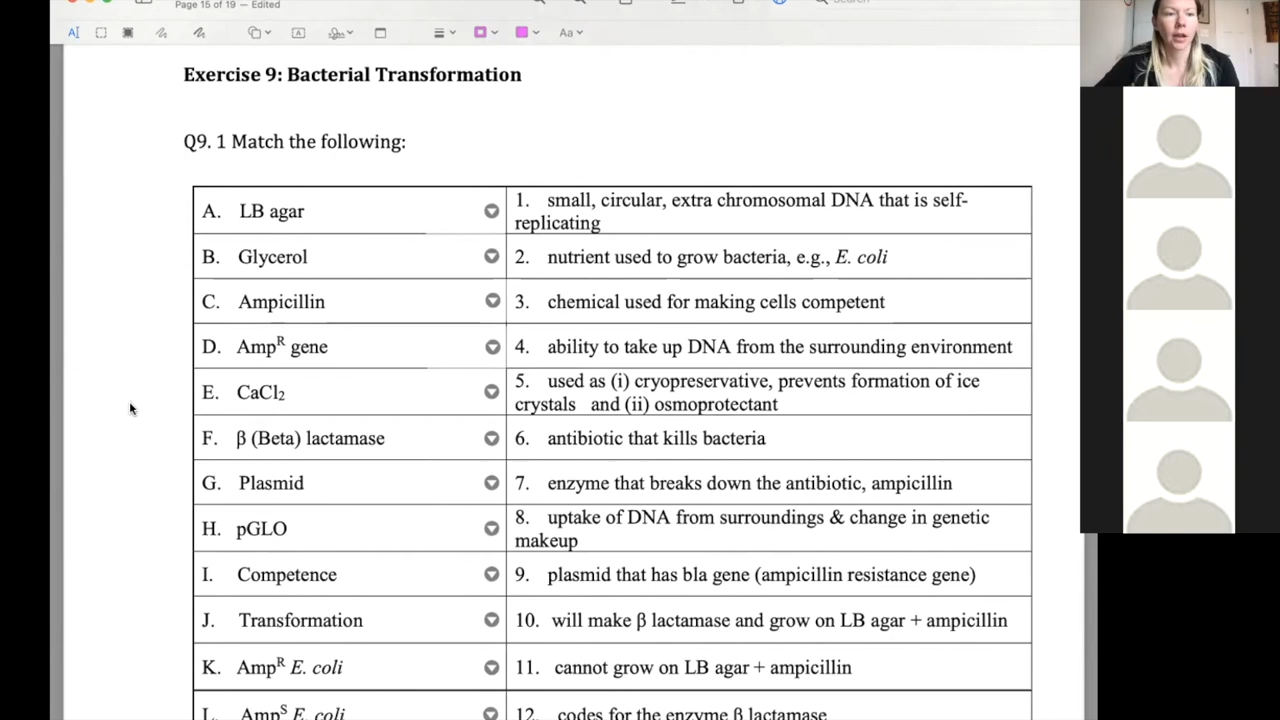 Page 15 of 19 — Edited
Search
Exercise 9: Bacterial Transformation
Q9. 1 Match the following:
A. LB agar
1. small, circular, extra chromosomal DNA that is self-
replicating
B. Glycerol
2. nutrient used to grow bacteria, e.g., E. coli
C. Ampicillin
3. chemical used for making cells competent
D. Ampᴿ gene
4. ability to take up DNA from the surrounding environment
E. CaCl₂
5. used as (i) cryopreservative, prevents formation of ice
crystals and (ii) osmoprotectant
F. β (Beta) lactamase
6. antibiotic that kills bacteria
G. Plasmid
7. enzyme that breaks down the antibiotic, ampicillin
H. pGLO
8. uptake of DNA from surroundings & change in genetic
makeup
I. Competence
9. plasmid that has bla gene (ampicillin resistance gene)
J. Transformation
10. will make β lactamase and grow on LB agar + ampicillin
K. Ampᴿ E. coli
11. cannot grow on LB agar + ampicillin
L. Ampˢ E. coli
12. codes for the enzyme β lactamase